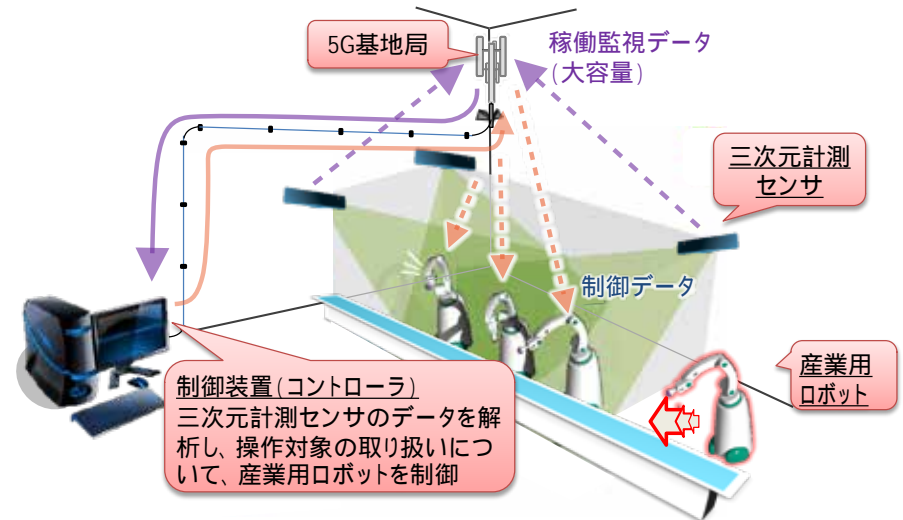 5G基地局
稼働監視データ
(大容量)
三次元計測
センサ
制御データ
産業用
ロボット
制御装置(コントローラ)
三次元計測センサのデータを解
析し、操作対象の取り扱いにつ
いて、産業用ロボットを制御